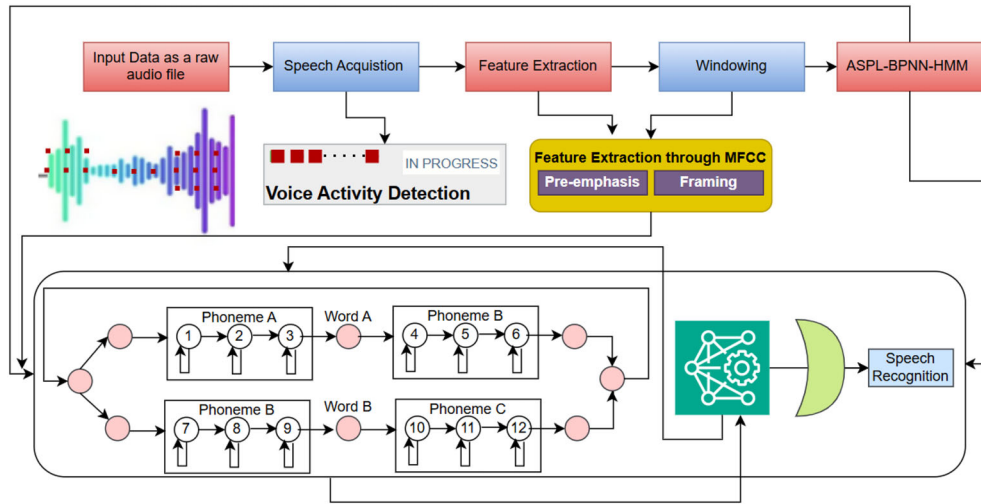 Input Data as a raw
audio file
Speech Acquistion
Feature Extraction
Windowing
ASPL-BPNN-HMM
IN PROGRESS
Voice Activity Detection
Feature Extraction through MFCC
Pre-emphasis
Framing
Phoneme A
1 2 3
Word A
Phoneme B
4 5 6
Phoneme B
7 8 9
Word B
Phoneme C
10 11 12
Speech
Recognition